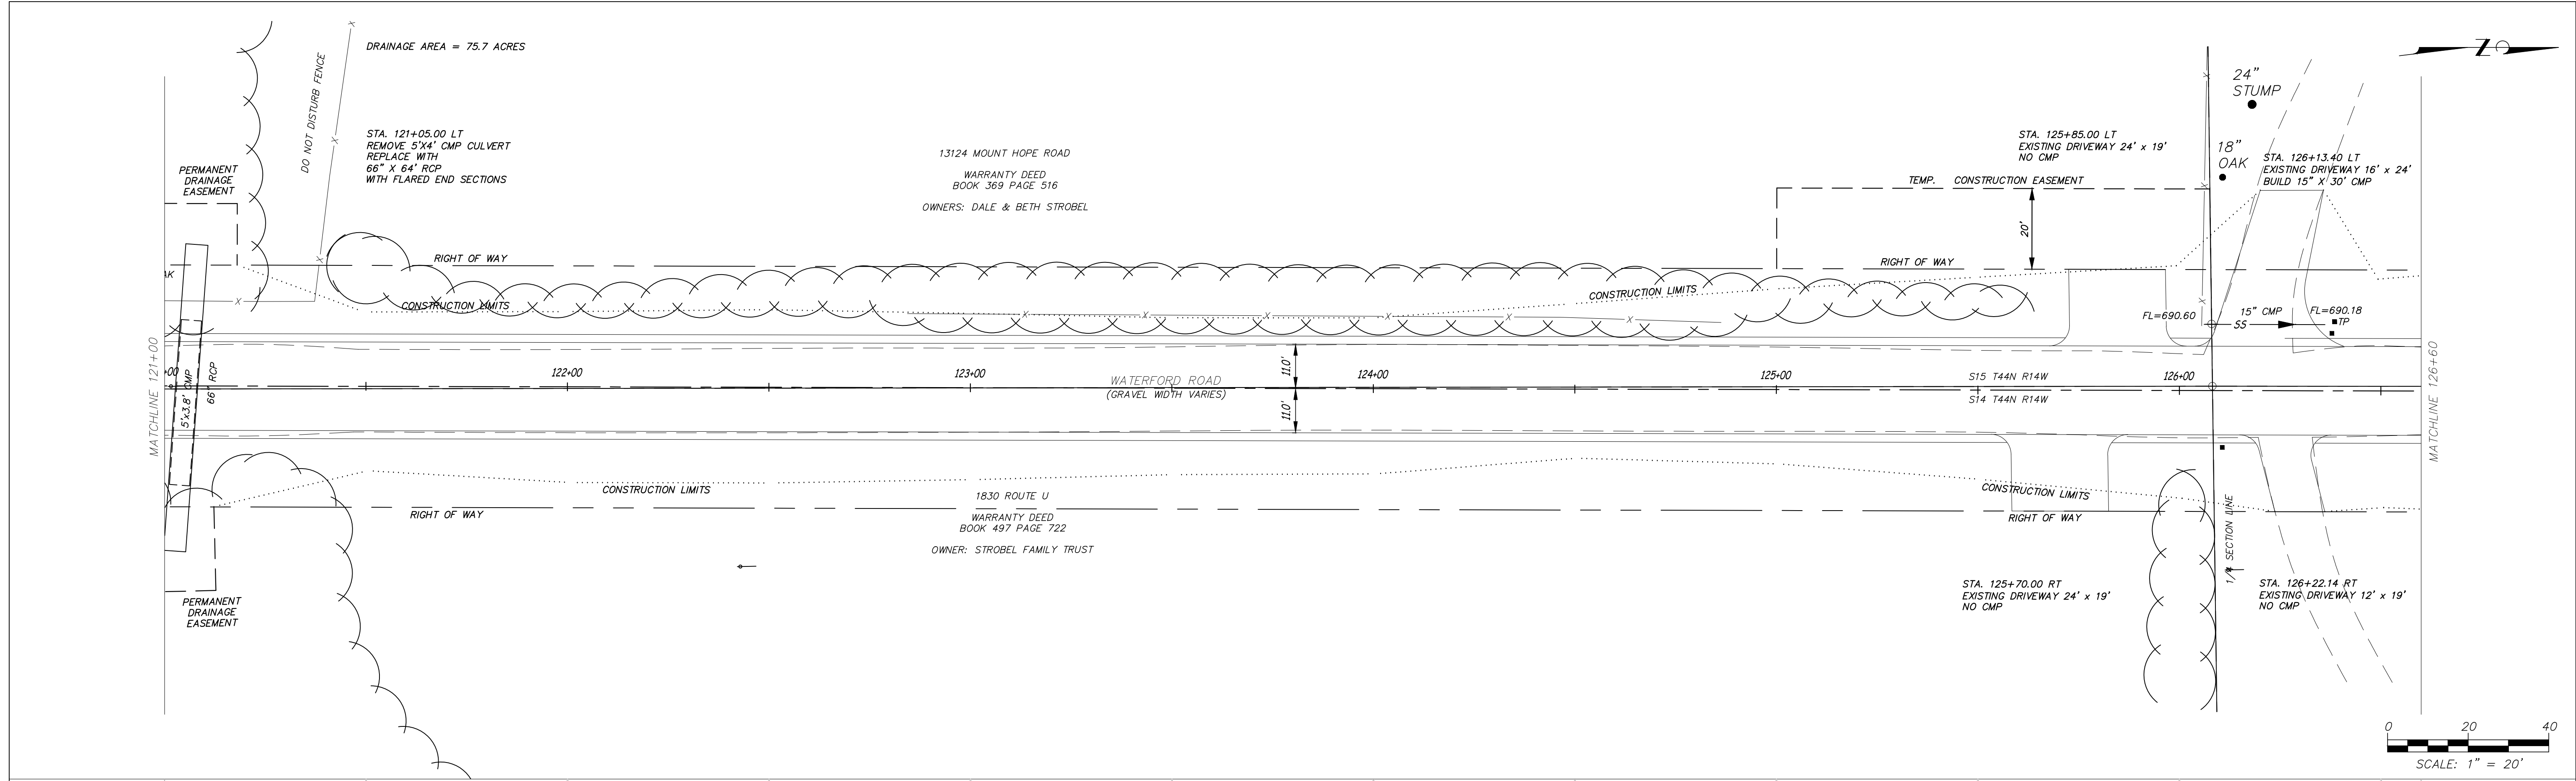 DRAINAGE AREA = 75.7 ACRES
DO NOT DISTURB FENCE
STA. 121+05.00 LT
REMOVE 5'X4' CMP CULVERT
REPLACE WITH
66" X 64' RCP
WITH FLARED END SECTIONS
PERMANENT
DRAINAGE
EASEMENT
13124 MOUNT HOPE ROAD
WARRANTY DEED
BOOK 369 PAGE 516
OWNERS: DALE & BETH STROBEL
STA. 125+85.00 LT
EXISTING DRIVEWAY 24' x 19'
NO CMP
TEMP. CONSTRUCTION EASEMENT
20'
N
24"
STUMP
18"
OAK
STA. 126+13.40 LT
EXISTING DRIVEWAY 16' x 24'
BUILD 15" X 30' CMP
AK
X
X
X
X
X
RIGHT OF WAY
CONSTRUCTION LIMITS
X
X
X
X
X
X
CONSTRUCTION LIMITS
RIGHT OF WAY
X
X
X
FL=690.60
SS
15" CMP
FL=690.18
TP
MATCHLINE 121+00
+00
5'x3.8' CMP
66" RCP
122+00
123+00
WATERFORD ROAD
(GRAVEL WIDTH VARIES)
11.0'
11.0'
124+00
125+00
S15 T44N R14W
S14 T44N R14W
126+00
MATCHLINE 126+60
CONSTRUCTION LIMITS
RIGHT OF WAY
1830 ROUTE U
WARRANTY DEED
BOOK 497 PAGE 722
OWNER: STROBEL FAMILY TRUST
CONSTRUCTION LIMITS
RIGHT OF WAY
1/4 SECTION LINE
PERMANENT
DRAINAGE
EASEMENT
STA. 125+70.00 RT
EXISTING DRIVEWAY 24' x 19'
NO CMP
STA. 126+22.14 RT
EXISTING DRIVEWAY 12' x 19'
NO CMP
0 20 40
SCALE: 1" = 20'